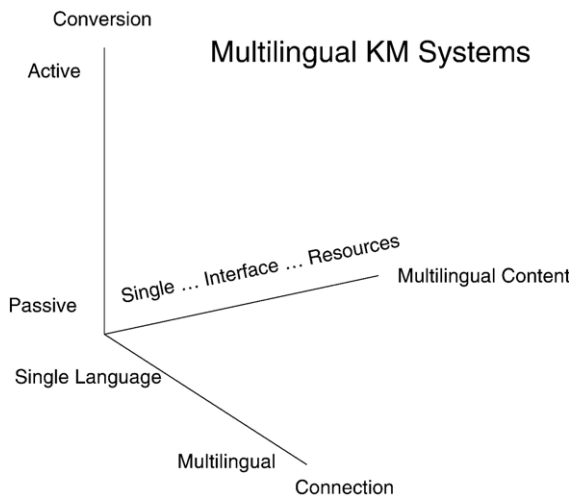 Conversion
Multilingual KM Systems
Active
Single … Interface … Resources
Multilingual Content
Passive
Single Language
Multilingual
Connection